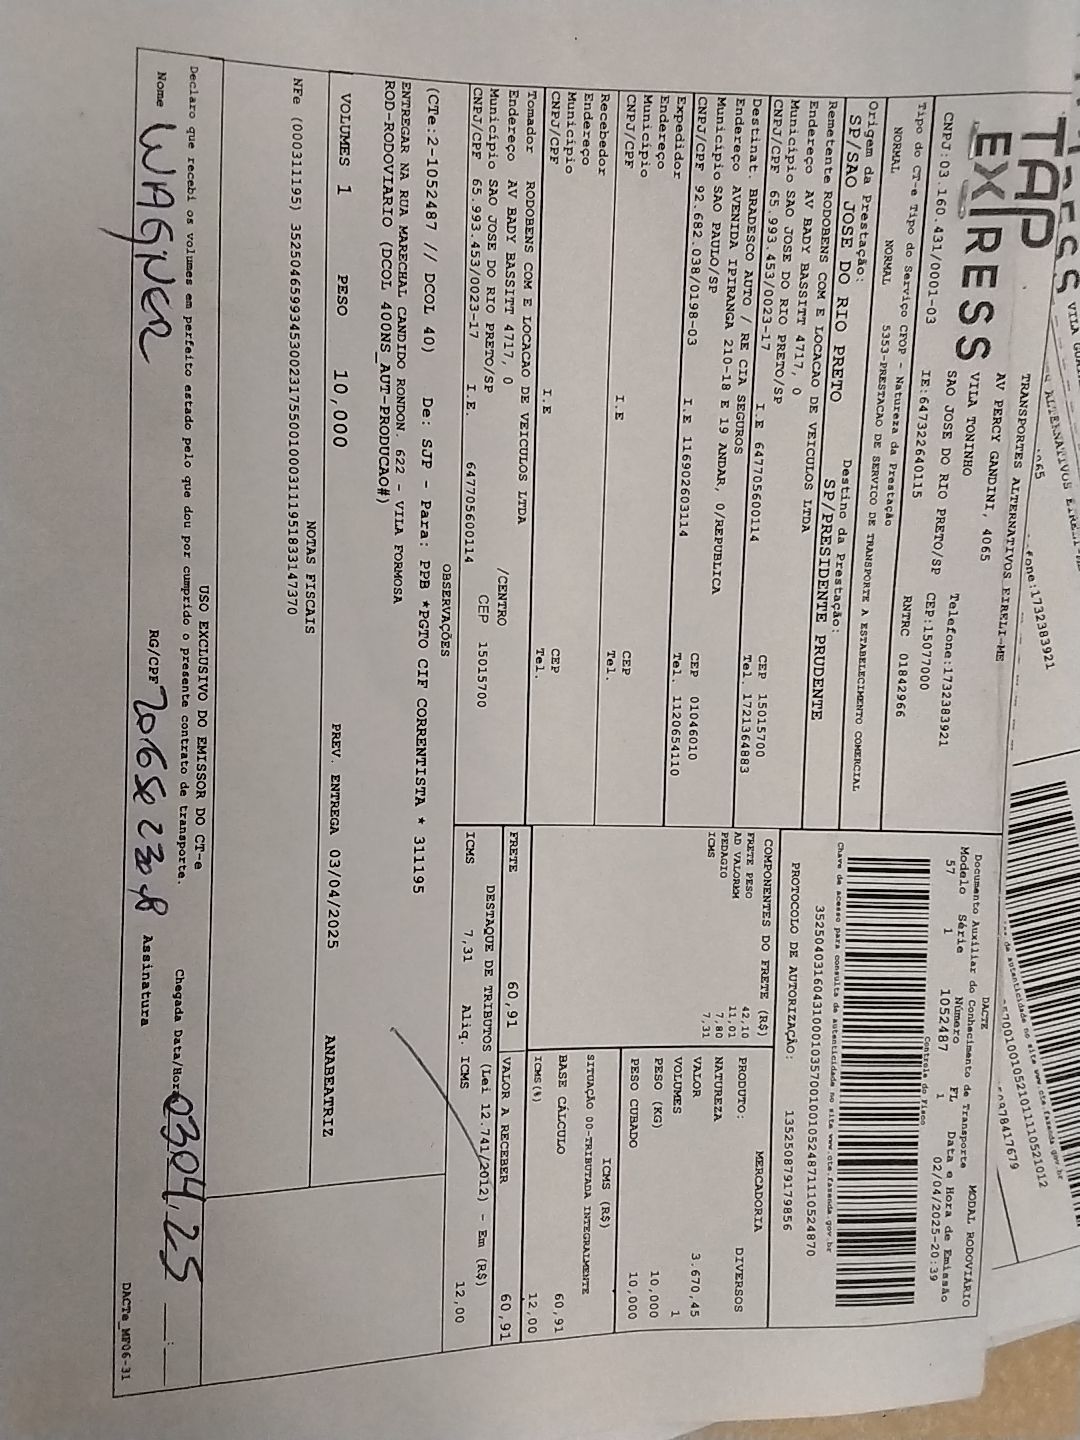 TAP
EXPRESS
TRANSPORTES ALTERNATIVOS EIRELI-ME
AV PERCY GANDINI, 4065
VILA TONINHO
SAO JOSE DO RIO PRETO/SP Telefone:1732383921
CNPJ:03.160.431/0001-03 IE:647322640115 CEP:15077000
RNTRC 01842966
Tipo do CT-e Tipo do Serviço CFOP - Natureza da Prestação
NORMAL NORMAL 5353-PRESTACAO DE SERVICO DE TRANSPORTE A ESTABELECIMENTO COMERCIAL
Origem da Prestação: Destino da Prestação:
SP/SAO JOSE DO RIO PRETO SP/PRESIDENTE PRUDENTE
DACTE MODAL RODOVIÁRIO
Documento Auxiliar do Conhecimento de Transporte
Modelo Série Número FL Data e Hora de Emissão
57 1 1052487 1 02/04/2025-20:39
Controle do Fisco
Chave de acesso para consulta de autenticidade no site www.cte.fazenda.gov.br
35250403160431000103570010010524871110524870
PROTOCOLO DE AUTORIZAÇÃO: 135250879179856
Remetente RODOBENS COM E LOCACAO DE VEICULOS LTDA
Endereço AV BADY BASSITT 4717, 0
Município SAO JOSE DO RIO PRETO/SP CEP 15015700
CNPJ/CPF 65.993.453/0023-17 I.E 647705600114 Tel. 1721364883
Destinat. BRADESCO AUTO / RE CIA SEGUROS
Endereço AVENIDA IPIRANGA 210-18 E 19 ANDAR, 0/REPUBLICA
Município SAO PAULO/SP CEP 01046010
CNPJ/CPF 92.682.038/0198-03 I.E 116902603114 Tel. 1120654110
Expedidor
Endereço
Município CEP
CNPJ/CPF I.E Tel.
Recebedor
Endereço
Município CEP
CNPJ/CPF I.E Tel.
Tomador RODOBENS COM E LOCACAO DE VEICULOS LTDA
Endereço AV BADY BASSITT 4717, 0 /CENTRO
Município SAO JOSE DO RIO PRETO/SP CEP 15015700
CNPJ/CPF 65.993.453/0023-17 I.E. 647705600114
COMPONENTES DO FRETE (R$)
FRETE PESO 42,10
AD VALOREM 11,01
PEDAGIO 7,80
ICMS 7,31
FRETE 60,91
MERCADORIA
PRODUTO: DIVERSOS
NATUREZA
VALOR 3.670,45
VOLUMES 1
PESO (KG) 10,000
PESO CUBADO 10,000
ICMS (R$)
SITUAÇÃO 00-TRIBUTADA INTEGRALMENTE
BASE CÁLCULO 60,91
ICMS(%) 12,00
VALOR A RECEBER 60,91
DESTAQUE DE TRIBUTOS (Lei 12.741/2012) - Em (R$)
ICMS 7,31 Aliq. ICMS 12,00
OBSERVAÇÕES
(CTe:2-1052487 // DCOL 40) De: SJP - Para: PPB *PGTO CIF CORRENTISTA * 311195
ENTREGAR NA RUA MARECHAL CANDIDO RONDON. 622 - VILA FORMOSA
ROD-RODOVIARIO (DCOL 400NS_AUT-PRODUCAO#)
VOLUMES 1 PESO 10,000 PREV. ENTREGA 03/04/2025 ANABEATRIZ
NOTAS FISCAIS
NFe (000311195) 35250465993453002317550010003111951833147370
USO EXCLUSIVO DO EMISSOR DO CT-e
Declaro que recebi os volumes em perfeito estado pelo que dou por cumprido o presente contrato de transporte. Chegada Data/Hora 03.04.25 __:__
Nome WAGNER RG/CPF Assinatura
DACTe_MP06-31